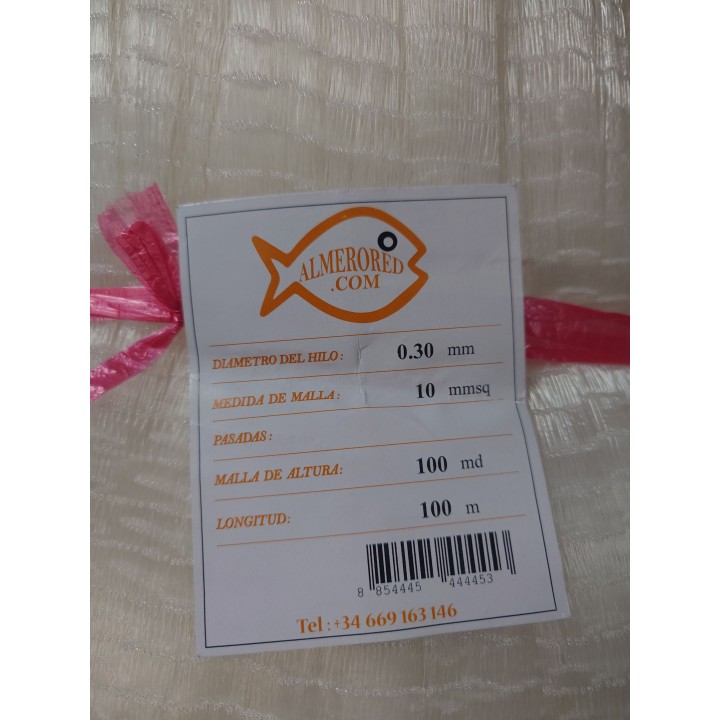 ALMERORED
.COM
DIAMETRO DEL HILO: 0.30 mm
MEDIDA DE MALLA: 10 mmsq
PASADAS:
MALLA DE ALTURA: 100 md
LONGITUD: 100 m
8 854445 444453
Tel : +34 669 163 146